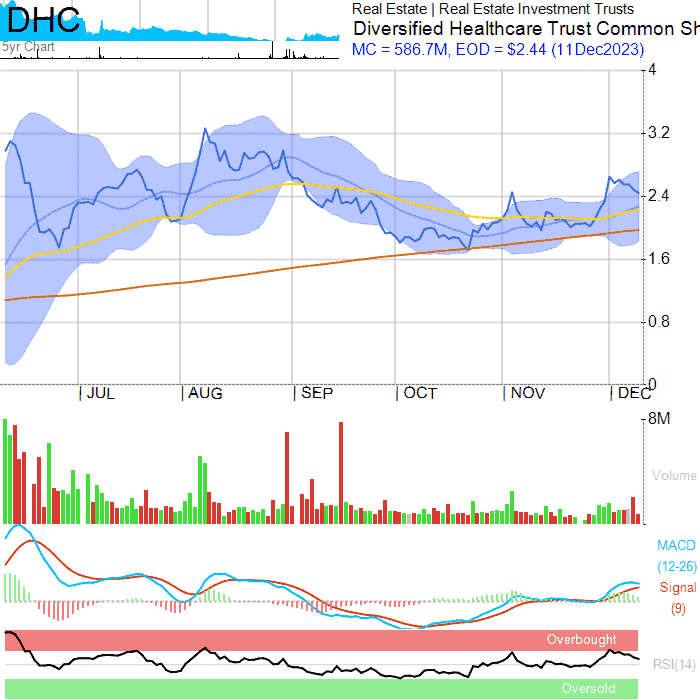 DHC
5yr Chart
Real Estate | Real Estate Investment Trusts
Diversified Healthcare Trust Common Sh
MC = 586.7M, EOD = $2.44 (11Dec2023)
4
3.2
2.4
1.6
0.8
0
| JUL | AUG | SEP | OCT | NOV | DEC
8M
Volume
MACD
(12-26)
Signal
(9)
Overbought
RSI(14)
Oversold